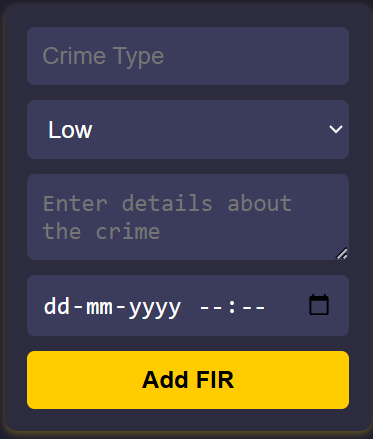 Crime Type
Low
Enter details about
the crime
dd-mm-yyyy --:--
Add FIR